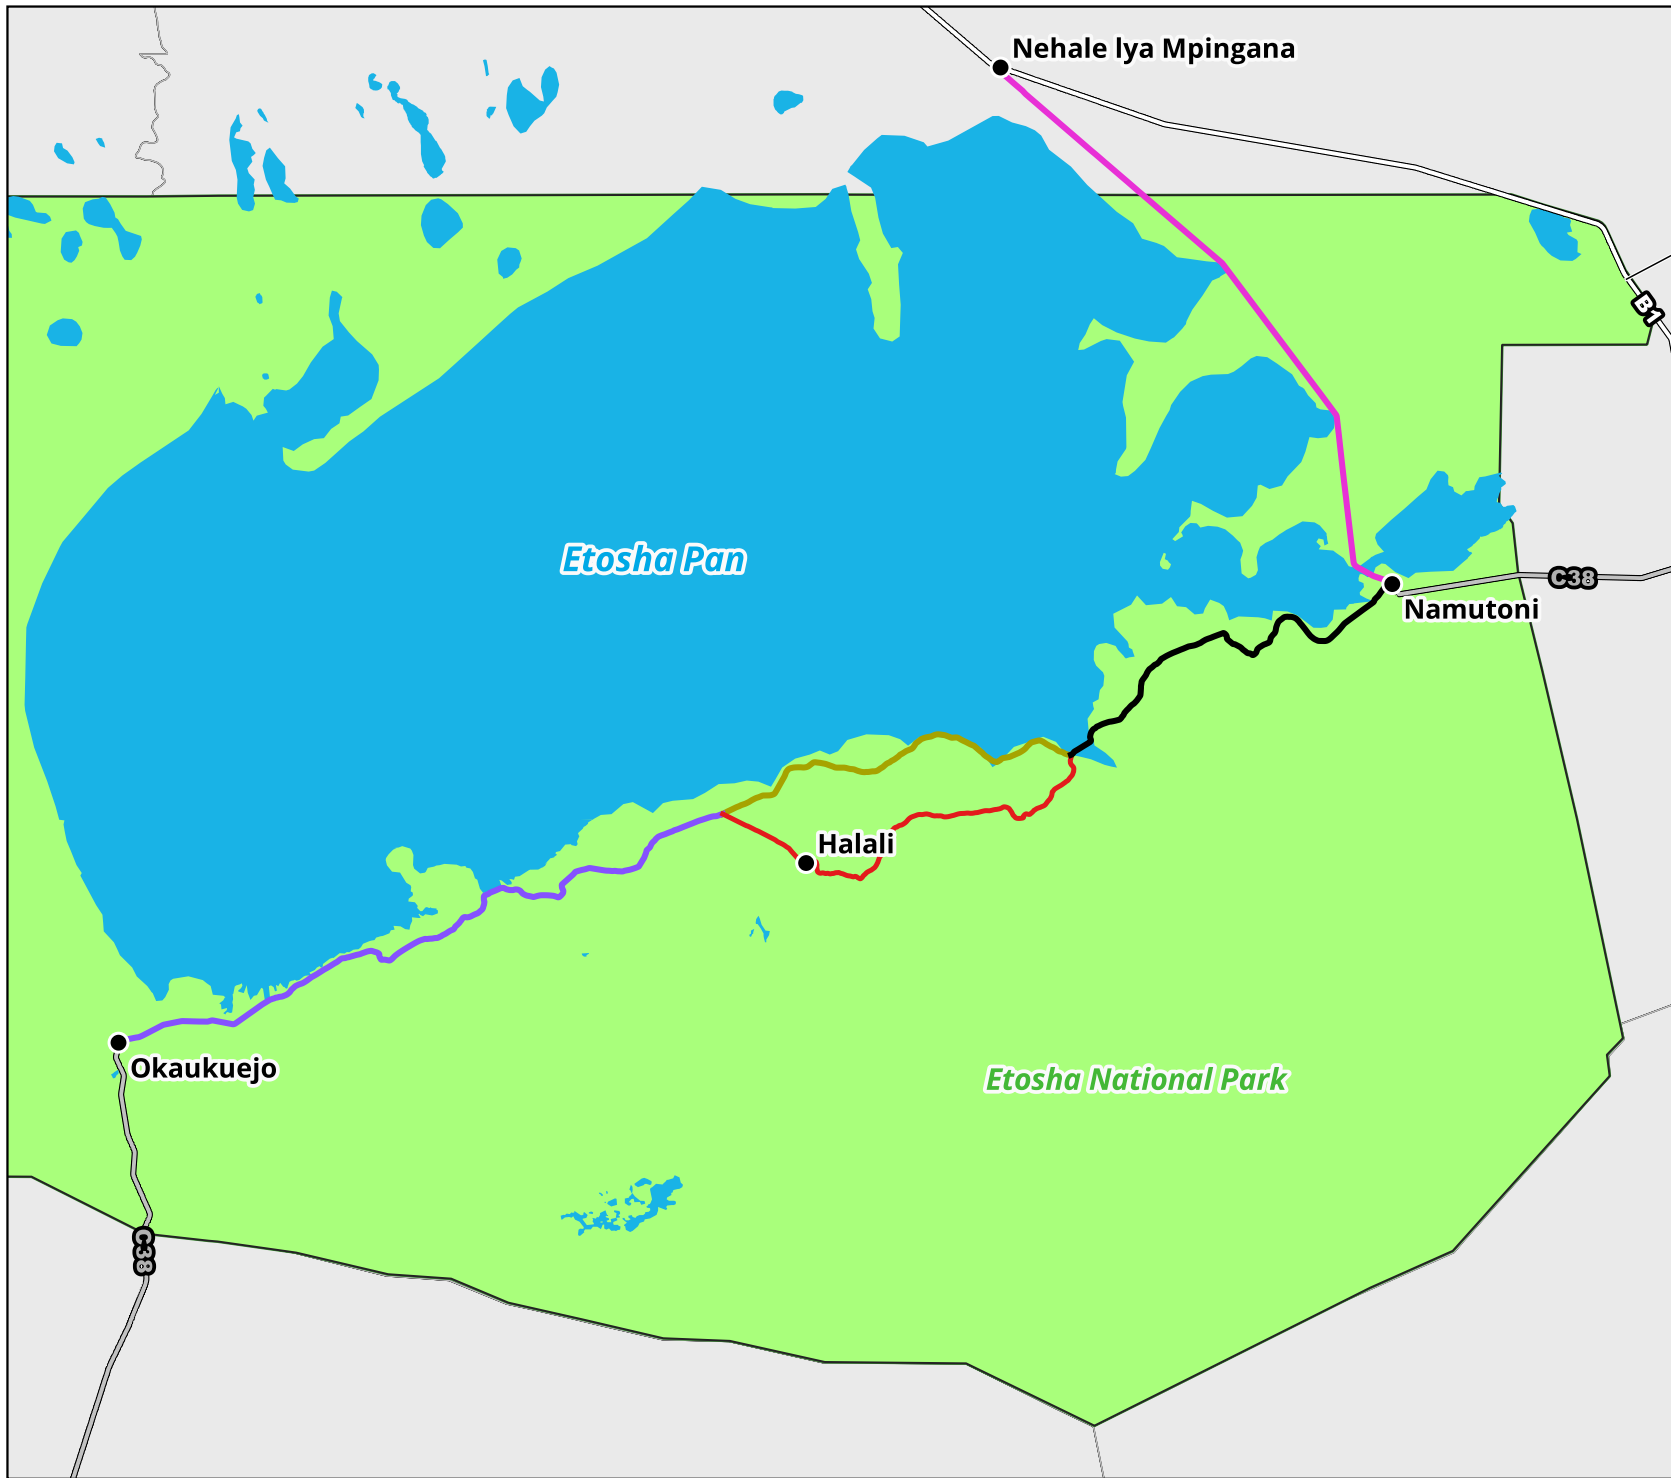 Nehale lya Mpingana
B1
Etosha Pan
C38
Namutoni
Halali
Okaukuejo
Etosha National Park
C38